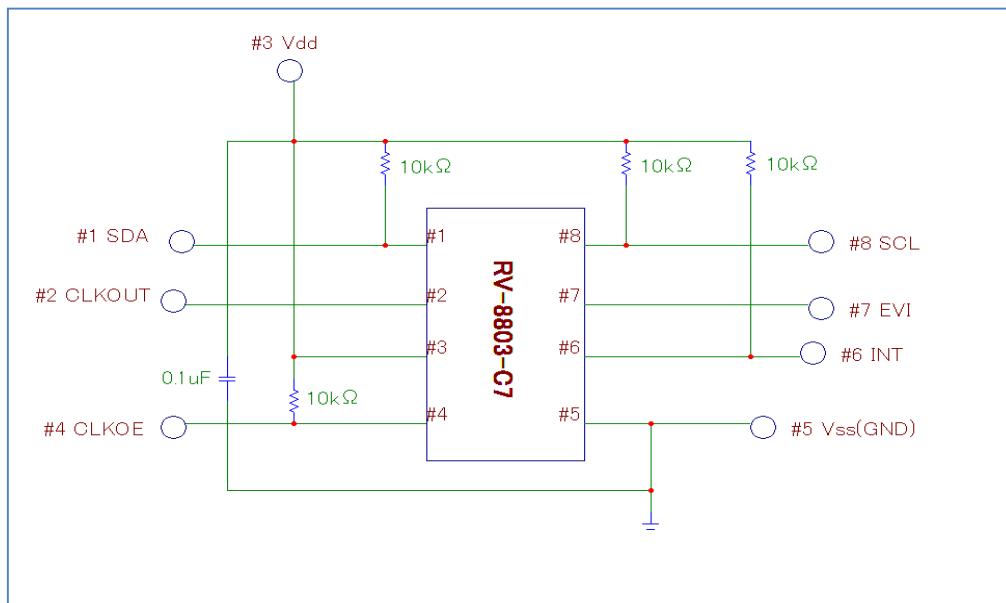 #3 Vdd
10kΩ
10kΩ
10kΩ
#1 SDA
#1
#8
#8 SCL
#2 CLKOUT
#2
#7
#7 EVI
RV-8803-C7
#3
#6
#6 INT
0.1uF
10kΩ
#4 CLKOE
#4
#5
#5 Vss(GND)